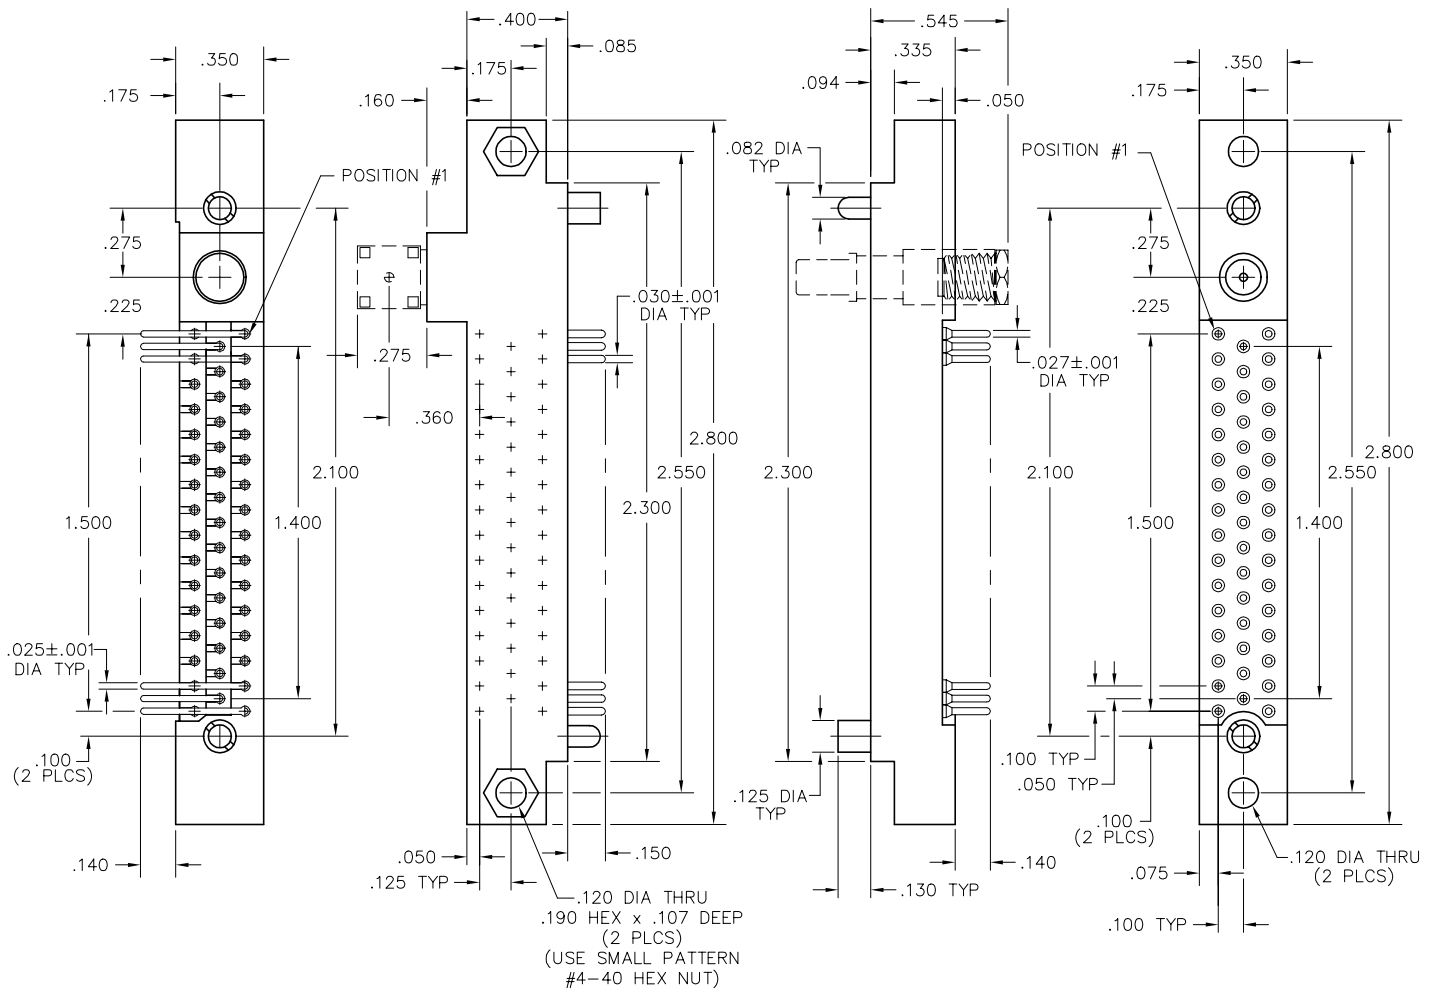 .350
.175
POSITION #1
.275
.225
2.100
1.500
1.400
.025±.001
DIA TYP
.100
(2 PLCS)
.140
.400
.085
.175
.160
.030±.001
DIA TYP
.275
.360
2.800
2.550
2.300
.050
.125 TYP
.150
.120 DIA THRU
.190 HEX x .107 DEEP
(2 PLCS)
(USE SMALL PATTERN
#4-40 HEX NUT)
.545
.335
.094
.050
.082 DIA
TYP
.027±.001
DIA TYP
2.300
.125 DIA
TYP
.130 TYP
.140
.350
.175
POSITION #1
.275
.225
2.100
2.800
2.550
1.500
1.400
.100 TYP
.050 TYP
.100
(2 PLCS)
.120 DIA THRU
(2 PLCS)
.075
.100 TYP